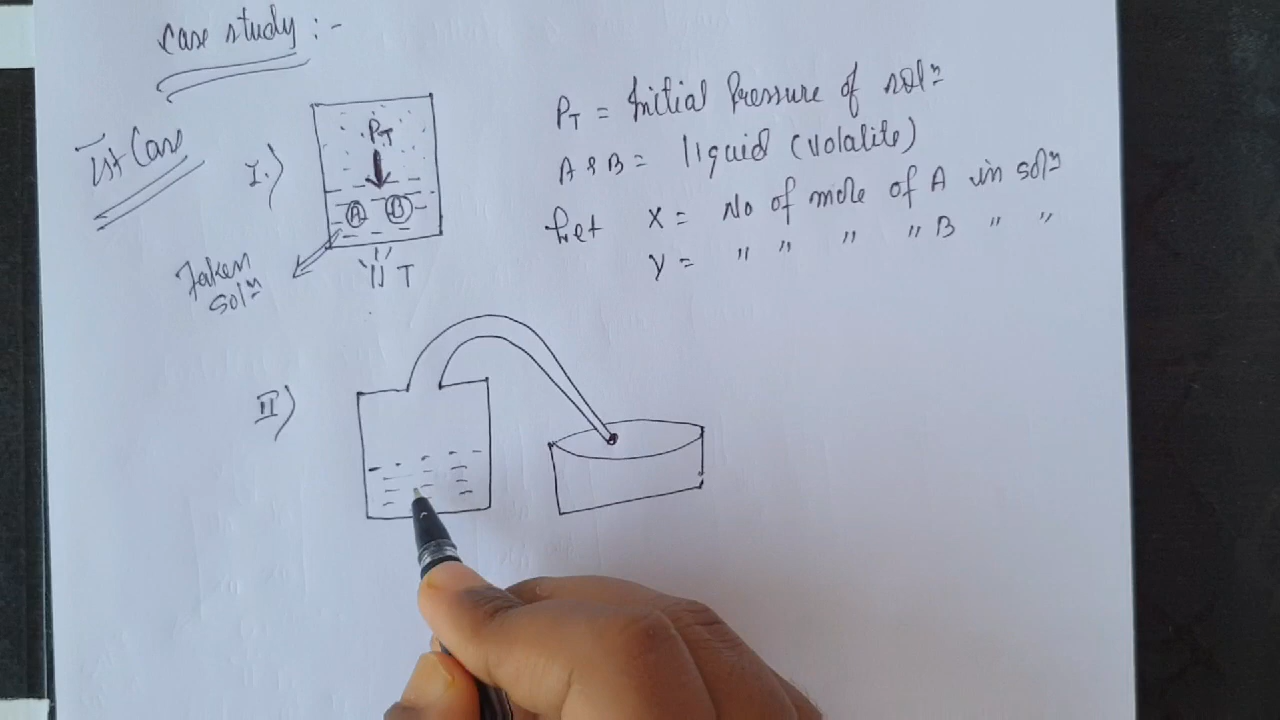 Case study :-
Ist Case
I.)
PT
A B
Taken
solⁿ
T
PT = Initial Pressure of solⁿ
A & B = liquid (Volalite)
Let X = No of mole of A in solⁿ
Y = " " " " B " "
II)